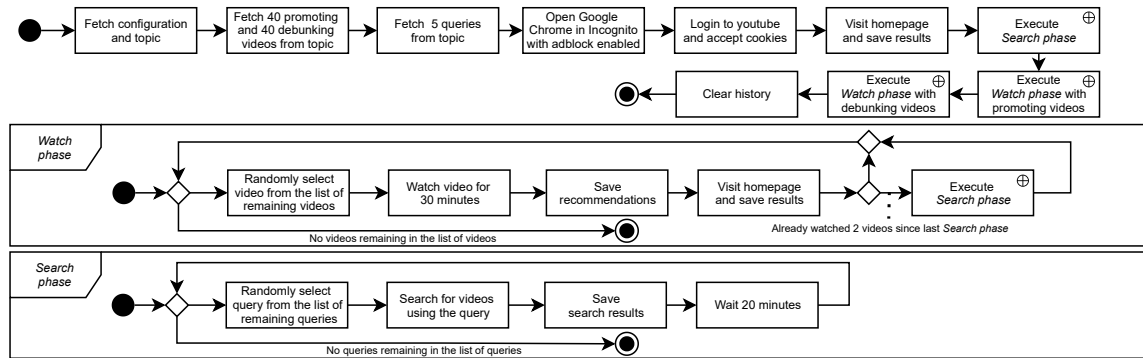 Fetch configuration
and topic
Fetch 40 promoting
and 40 debunking
videos from topic
Fetch 5 queries
from topic
Open Google
Chrome in Incognito
with adblock enabled
Login to youtube
and accept cookies
Visit homepage
and save results
Execute
Search phase
Execute
Watch phase with
promoting videos
Execute
Watch phase with
debunking videos
Clear history
Watch
phase
Randomly select
video from the list of
remaining videos
Watch video for
30 minutes
Save
recommendations
Visit homepage
and save results
Execute
Search phase
Already watched 2 videos since last Search phase
No videos remaining in the list of videos
Search
phase
Randomly select
query from the list of
remaining queries
Search for videos
using the query
Save
search results
Wait 20 minutes
No queries remaining in the list of queries